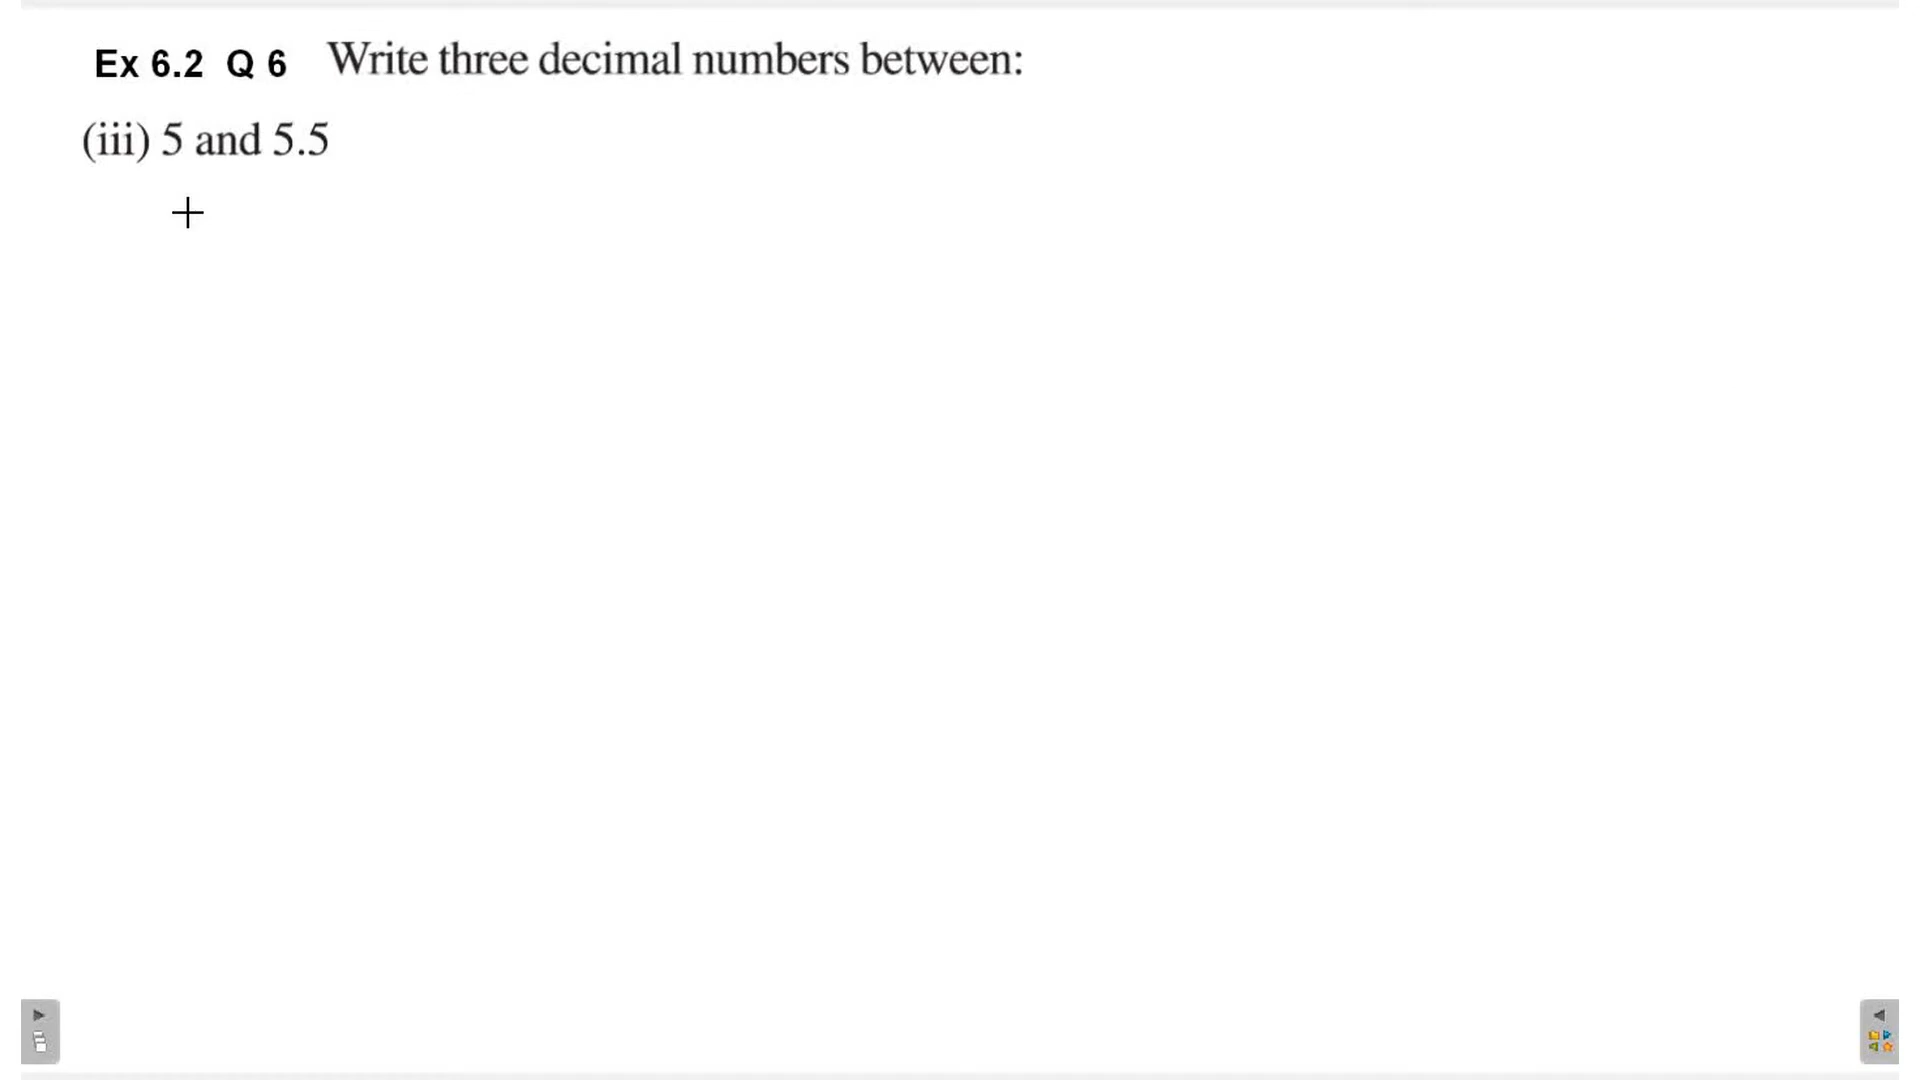 Ex 6.2 Q 6 Write three decimal numbers between:
(iii) 5 and 5.5